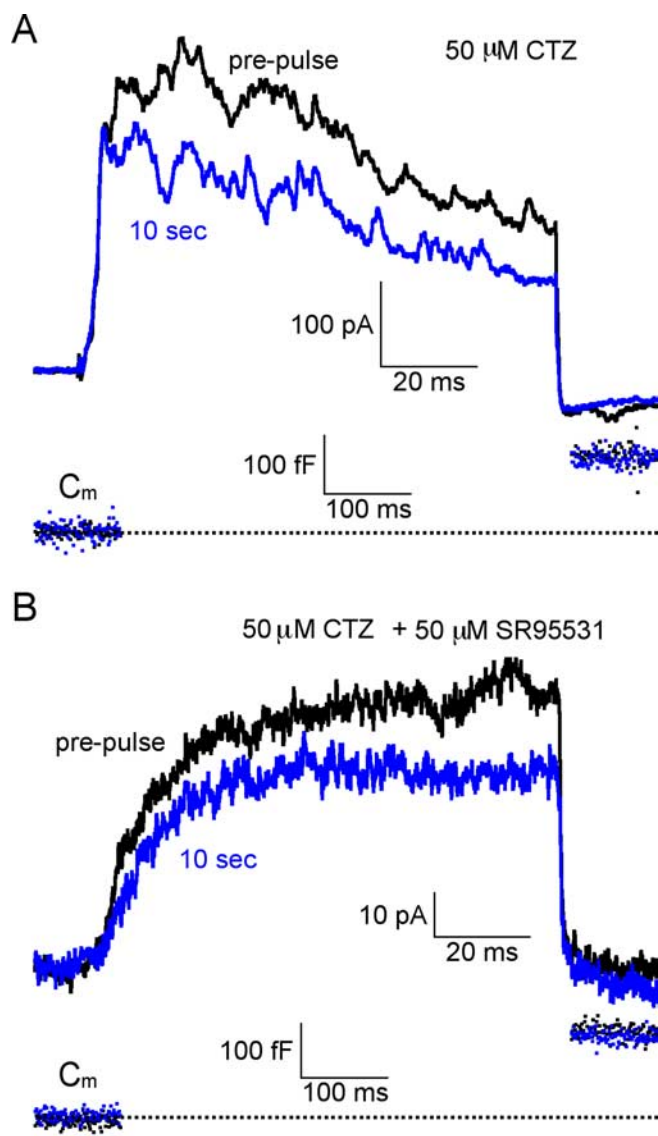 A
pre-pulse
50 μM CTZ
10 sec
100 pA
20 ms
100 fF
100 ms
Cm
B
50 μM CTZ + 50 μM SR95531
pre-pulse
10 sec
10 pA
20 ms
100 fF
100 ms
Cm